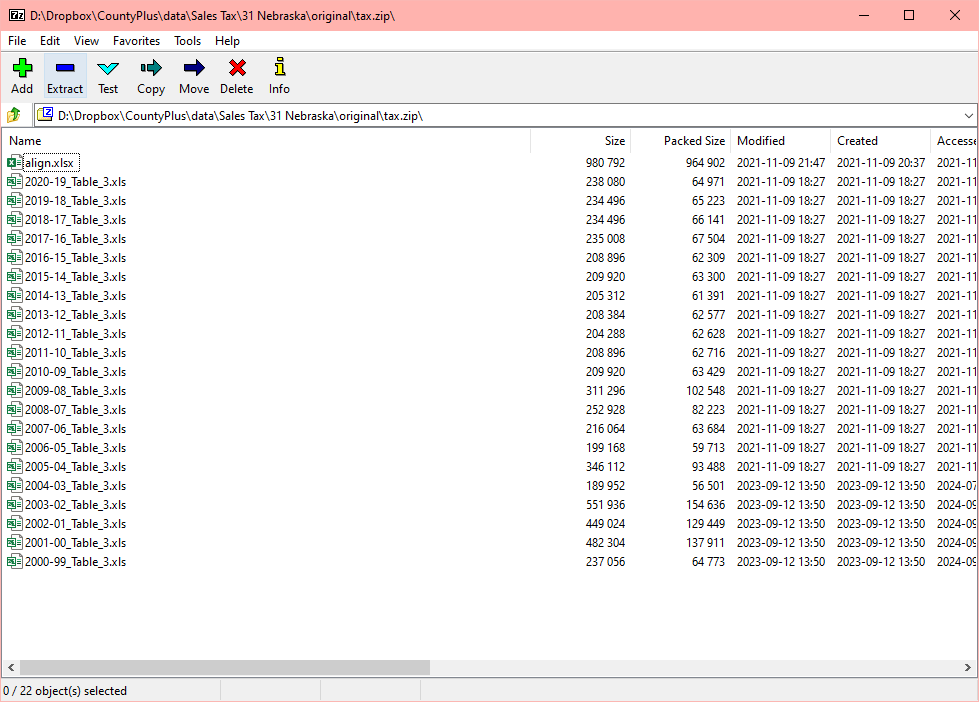 D:\Dropbox\CountyPlus\data\Sales Tax\31 Nebraska\original\tax.zip\
File Edit View Favorites Tools Help
Add Extract Test Copy Move Delete Info
D:\Dropbox\CountyPlus\data\Sales Tax\31 Nebraska\original\tax.zip\
Name Size Packed Size Modified Created Accesse
align.xlsx 980 792 964 902 2021-11-09 21:47 2021-11-09 20:37 2021-11
2020-19_Table_3.xls 238 080 64 971 2021-11-09 18:27 2021-11-09 18:27 2021-11
2019-18_Table_3.xls 234 496 65 223 2021-11-09 18:27 2021-11-09 18:27 2021-11
2018-17_Table_3.xls 234 496 66 141 2021-11-09 18:27 2021-11-09 18:27 2021-11
2017-16_Table_3.xls 235 008 67 504 2021-11-09 18:27 2021-11-09 18:27 2021-11
2016-15_Table_3.xls 208 896 62 309 2021-11-09 18:27 2021-11-09 18:27 2021-11
2015-14_Table_3.xls 209 920 63 300 2021-11-09 18:27 2021-11-09 18:27 2021-11
2014-13_Table_3.xls 205 312 61 391 2021-11-09 18:27 2021-11-09 18:27 2021-11
2013-12_Table_3.xls 208 384 62 577 2021-11-09 18:27 2021-11-09 18:27 2021-11
2012-11_Table_3.xls 204 288 62 628 2021-11-09 18:27 2021-11-09 18:27 2021-11
2011-10_Table_3.xls 208 896 62 716 2021-11-09 18:27 2021-11-09 18:27 2021-11
2010-09_Table_3.xls 209 920 63 429 2021-11-09 18:27 2021-11-09 18:27 2021-11
2009-08_Table_3.xls 311 296 102 548 2021-11-09 18:27 2021-11-09 18:27 2021-11
2008-07_Table_3.xls 252 928 82 223 2021-11-09 18:27 2021-11-09 18:27 2021-11
2007-06_Table_3.xls 216 064 63 684 2021-11-09 18:27 2021-11-09 18:27 2021-11
2006-05_Table_3.xls 199 168 59 713 2021-11-09 18:27 2021-11-09 18:27 2021-11
2005-04_Table_3.xls 346 112 93 488 2021-11-09 18:27 2021-11-09 18:27 2021-11
2004-03_Table_3.xls 189 952 56 501 2023-09-12 13:50 2023-09-12 13:50 2024-07
2003-02_Table_3.xls 551 936 154 636 2023-09-12 13:50 2023-09-12 13:50 2024-09
2002-01_Table_3.xls 449 024 129 449 2023-09-12 13:50 2023-09-12 13:50 2024-09
2001-00_Table_3.xls 482 304 137 911 2023-09-12 13:50 2023-09-12 13:50 2024-09
2000-99_Table_3.xls 237 056 64 773 2023-09-12 13:50 2023-09-12 13:50 2024-09
0 / 22 object(s) selected